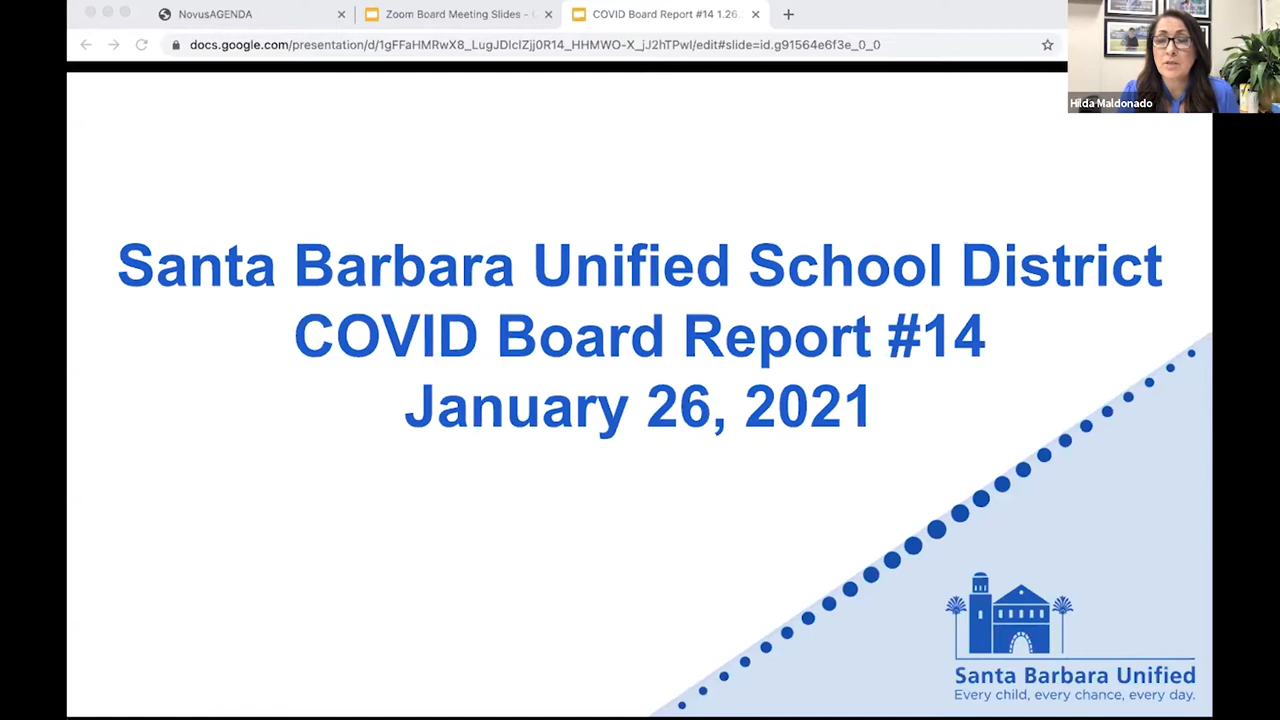 NovusAGENDA
Zoom Board Meeting Slides -
COVID Board Report #14 1.26.
docs.google.com/presentation/d/1gFFaHMRwX8_LugJDIcIZjj0R14_HHMWO-X_jJ2hTPwI/edit#slide=id.g91564e6f3e_0_0
Hilda Maldonado
Santa Barbara Unified School District
COVID Board Report #14
January 26, 2021
Santa Barbara Unified
Every child, every chance, every day.